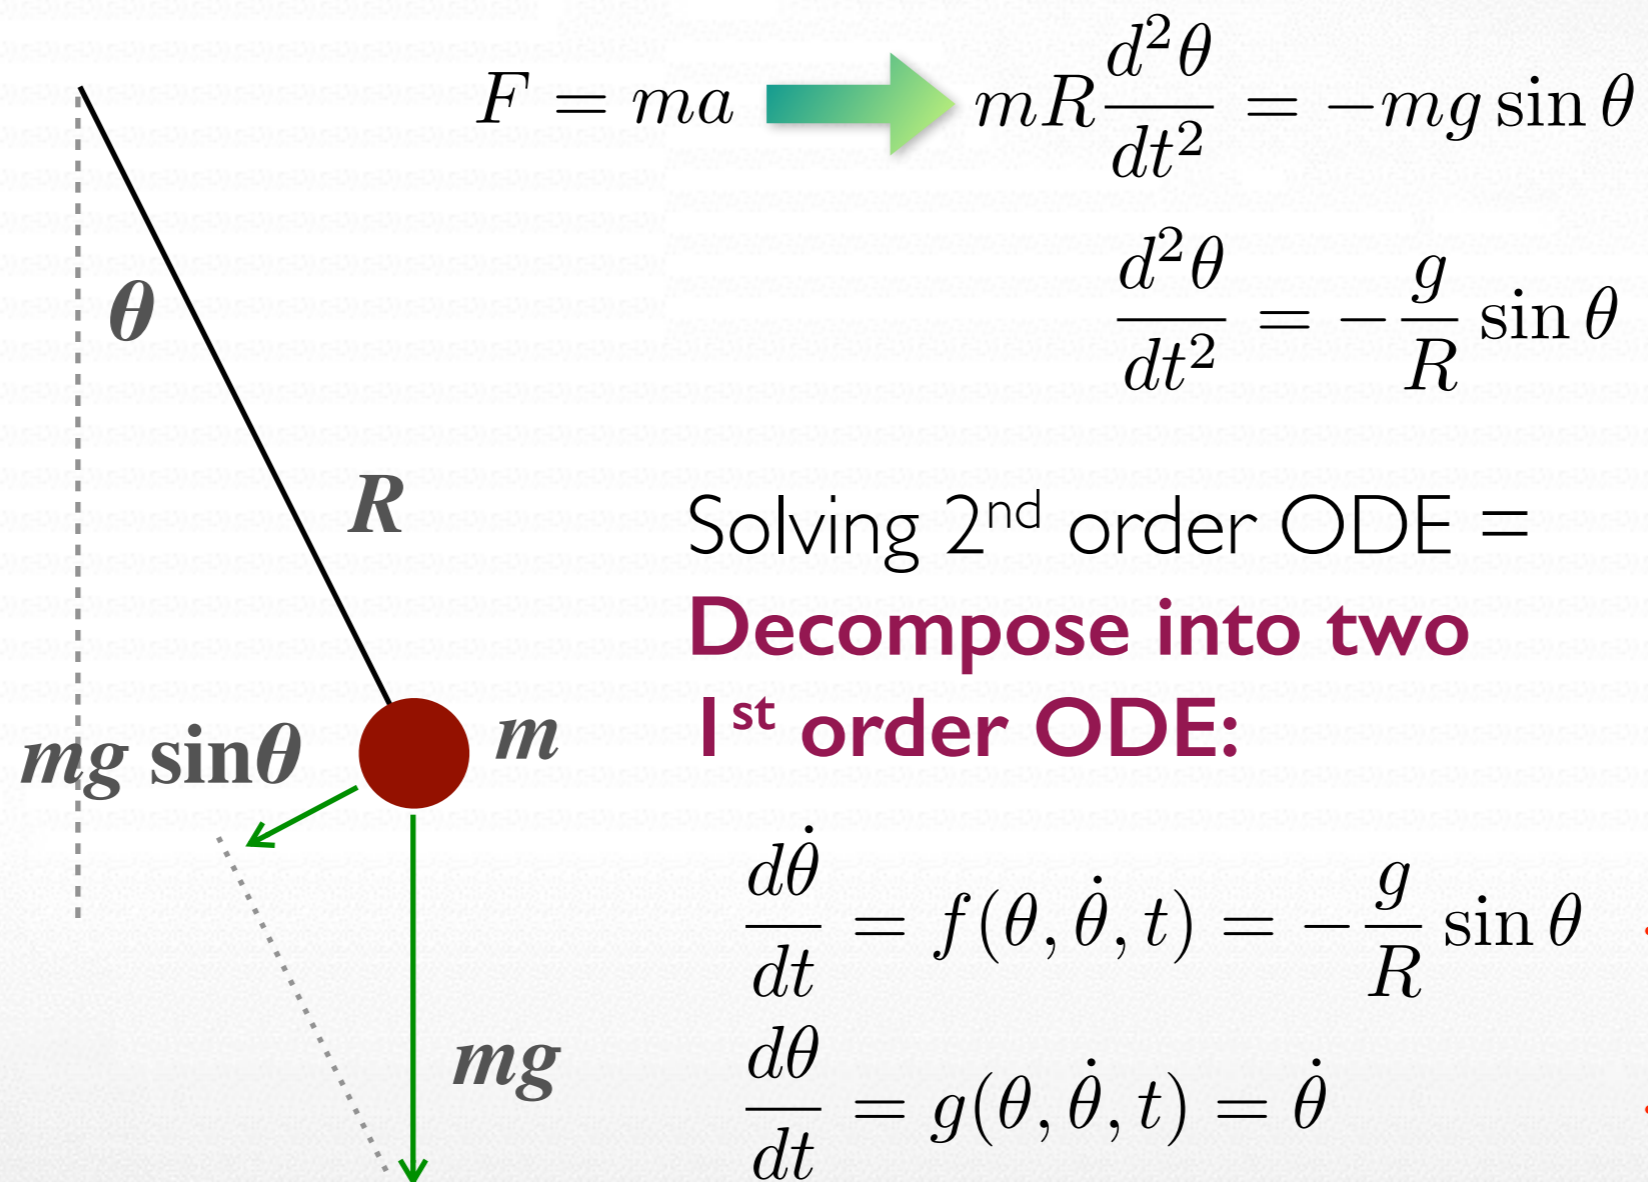 F = ma
mR d²θ/dt² = −mg sin θ
d²θ/dt² = −g/R sin θ
θ
R
Solving 2nd order ODE =
Decompose into two
1st order ODE:
mg sinθ
m
dθ̇/dt = f(θ, θ̇, t) = −g/R sin θ
mg
dθ/dt = g(θ, θ̇, t) = θ̇